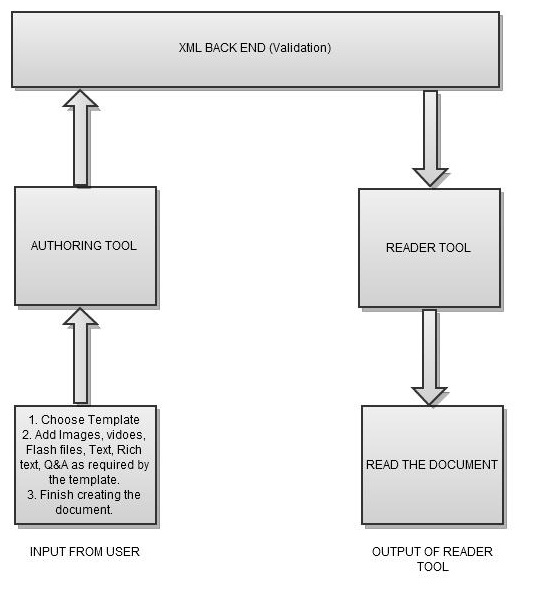 XML BACK END (Validation)
AUTHORING TOOL
READER TOOL
1. Choose Template
2. Add Images, vidoes,
Flash files, Text, Rich
text, Q&A as required by
the template.
3. Finish creating the
document.
READ THE DOCUMENT
INPUT FROM USER
OUTPUT OF READER
TOOL